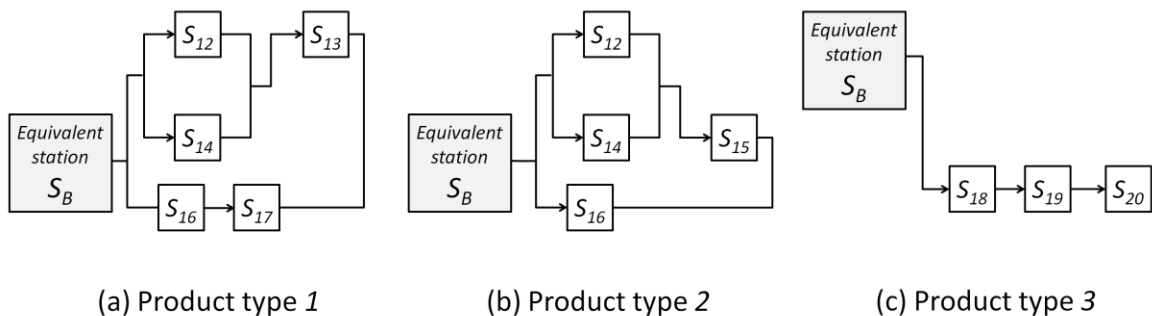 S12
S13
Equivalent
station
SB
S14
S16
S17
(a) Product type 1
S12
Equivalent
station
SB
S14
S15
S16
(b) Product type 2
Equivalent
station
SB
S18
S19
S20
(c) Product type 3